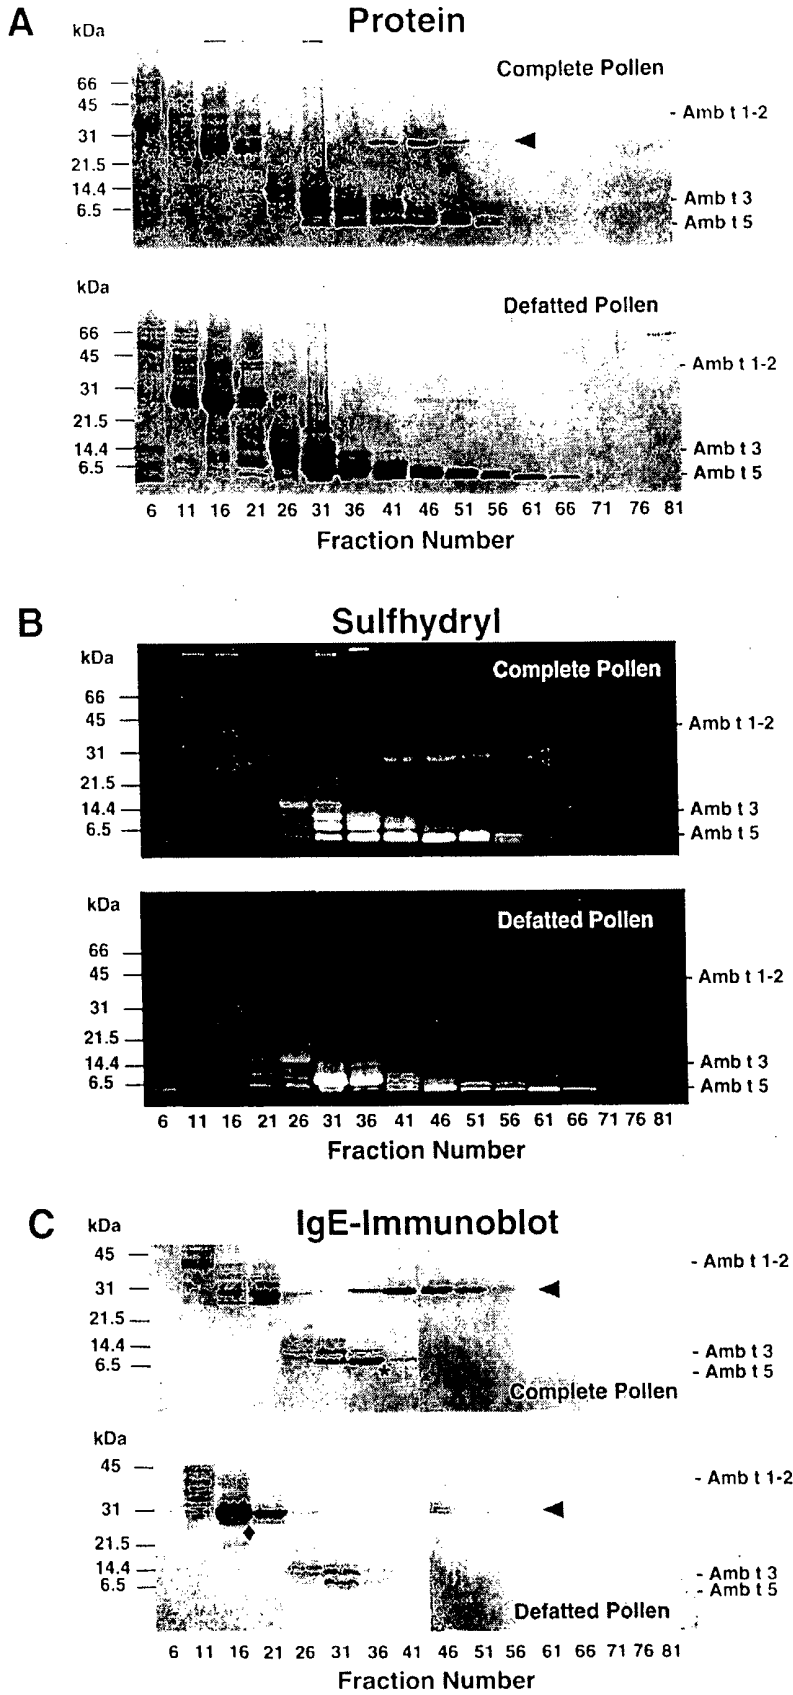 A
Protein
kDa
Complete Pollen
66
45
31
21.5
14.4
6.5
Amb t 1-2
Amb t 3
Amb t 5
kDa
Defatted Pollen
66
45
31
21.5
14.4
6.5
Amb t 1-2
Amb t 3
Amb t 5
6 11 16 21 26 31 36 41 46 51 56 61 66 71 76 81
Fraction Number
B
Sulfhydryl
kDa
Complete Pollen
66
45
31
21.5
14.4
6.5
Amb t 1-2
Amb t 3
Amb t 5
kDa
Defatted Pollen
66
45
31
21.5
14.4
6.5
Amb t 1-2
Amb t 3
Amb t 5
6 11 16 21 26 31 36 41 46 51 56 61 66 71 76 81
Fraction Number
C
IgE-Immunoblot
kDa
45
31
21.5
14.4
6.5
Amb t 1-2
Amb t 3
Amb t 5
Complete Pollen
kDa
45
31
21.5
14.4
6.5
Amb t 1-2
Amb t 3
Amb t 5
Defatted Pollen
6 11 16 21 26 31 36 41 46 51 56 61 66 71 76 81
Fraction Number